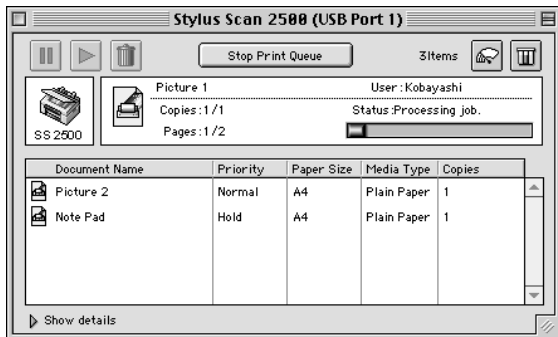 Stylus Scan 2500 (USB Port 1)
Stop Print Queue
3Items
Picture 1
User:Kobayashi
Copies:1/1
Status:Processing job.
Pages:1/2
SS 2500
Document Name Priority Paper Size Media Type Copies
Picture 2 Normal A4 Plain Paper 1
Note Pad Hold A4 Plain Paper 1
Show details